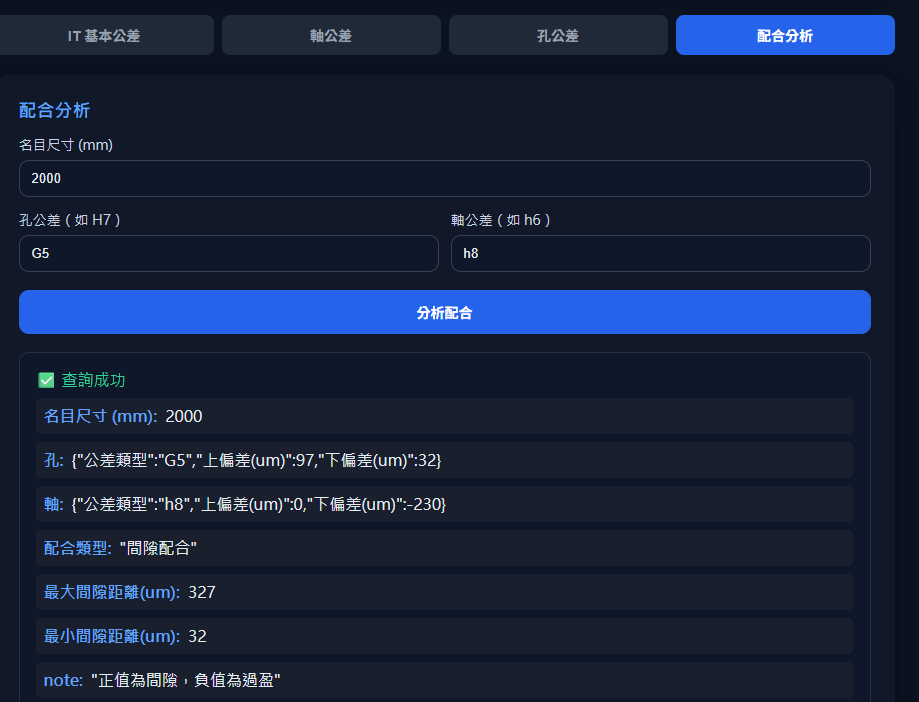 IT 基本公差 軸公差 孔公差 配合分析
配合分析
名目尺寸 (mm)
2000
孔公差 ( 如 H7 ) 軸公差 ( 如 h6 )
G5 h8
分析配合
✅ 查詢成功
名目尺寸 (mm): 2000
孔: {"公差類型":"G5","上偏差(um)":97,"下偏差(um)":32}
軸: {"公差類型":"h8","上偏差(um)":0,"下偏差(um)":-230}
配合類型: "間隙配合"
最大間隙距離(um): 327
最小間隙距離(um): 32
note: "正值為間隙，負值為過盈"